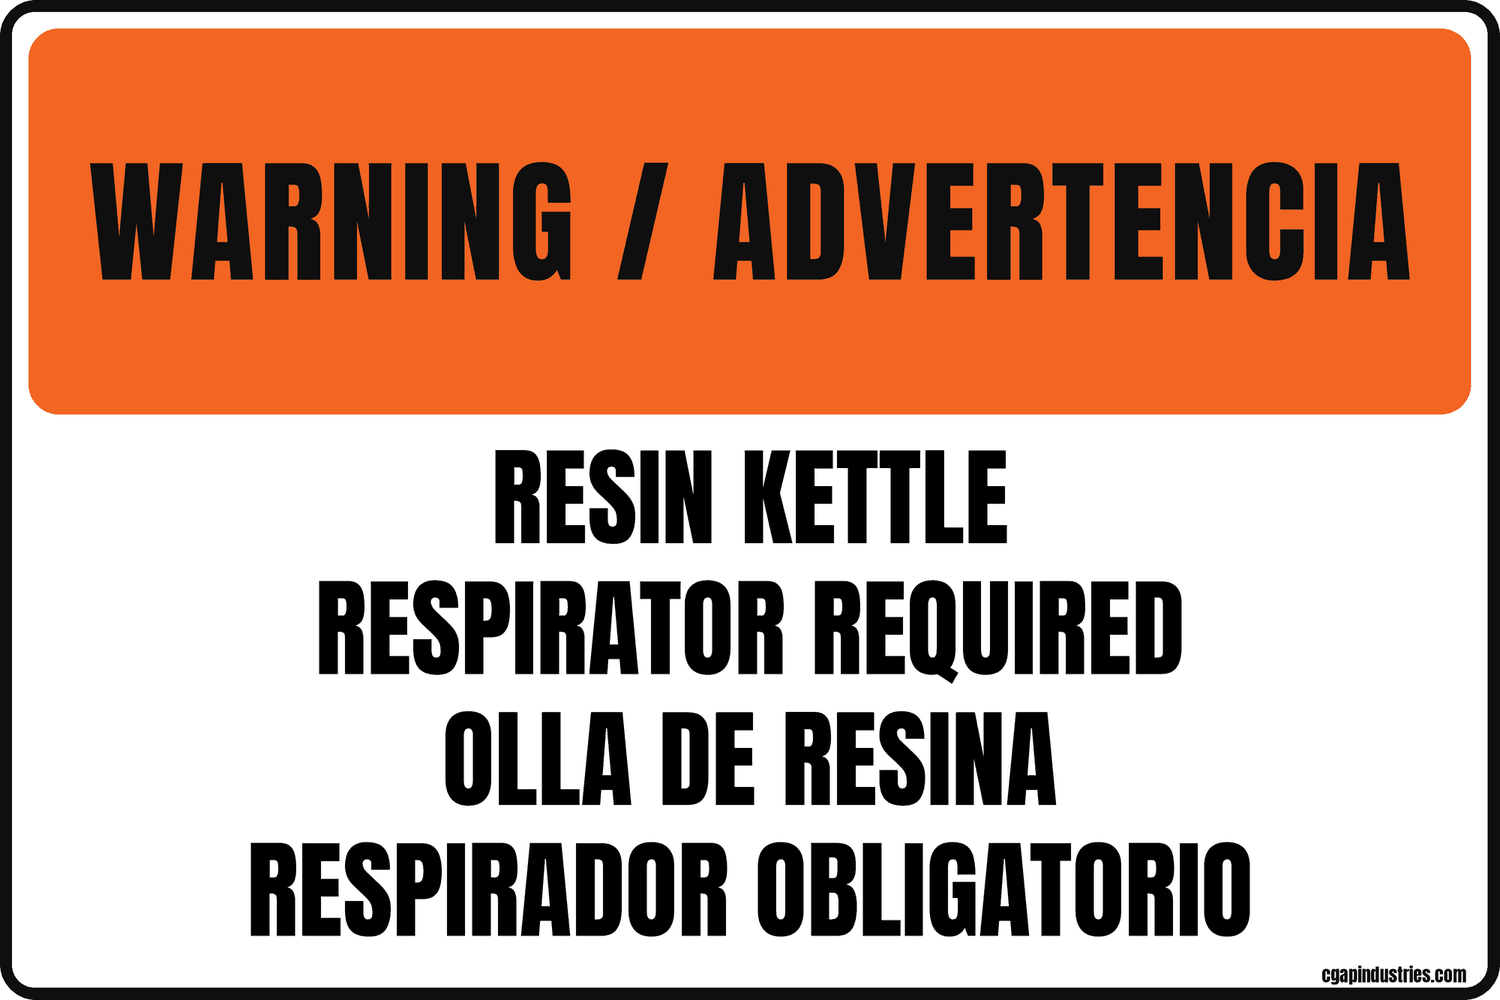 WARNING / ADVERTENCIA
RESIN KETTLE
RESPIRATOR REQUIRED
OLLA DE RESINA
RESPIRADOR OBLIGATORIO
cgapindustries.com